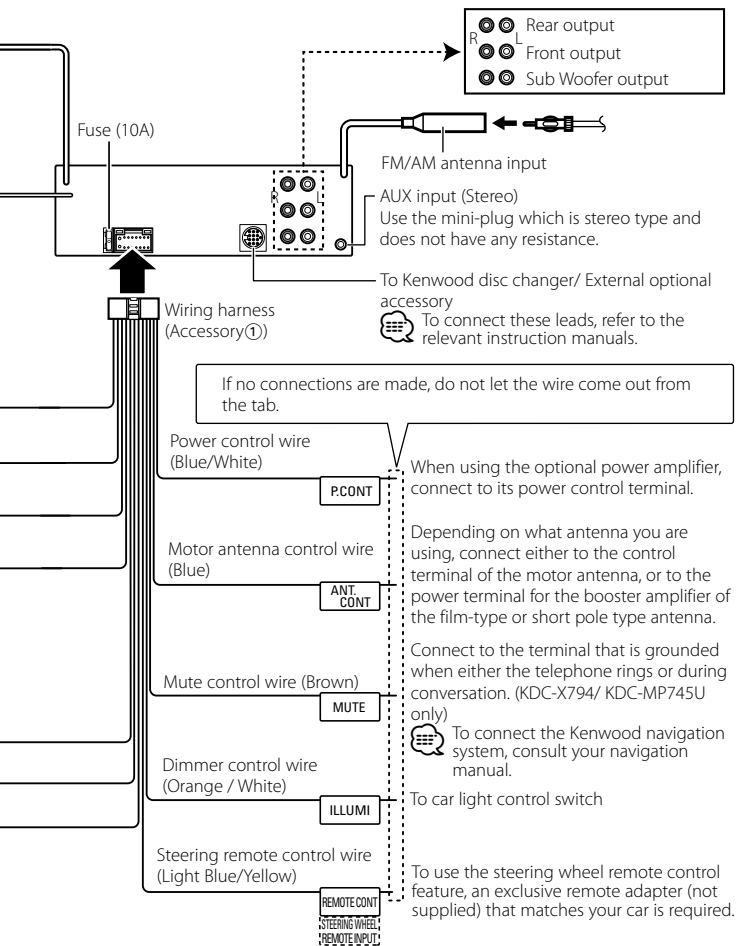 R
L
Rear output
Front output
Sub Woofer output
Fuse (10A)
FM/AM antenna input
R
L
AUX input (Stereo)
Use the mini-plug which is stereo type and
does not have any resistance.
To Kenwood disc changer/ External optional
accessory
To connect these leads, refer to the
relevant instruction manuals.
Wiring harness
(Accessory①)
If no connections are made, do not let the wire come out from
the tab.
Power control wire
(Blue/White)
P.CONT
When using the optional power amplifier,
connect to its power control terminal.
Motor antenna control wire
(Blue)
ANT.
CONT
Depending on what antenna you are
using, connect either to the control
terminal of the motor antenna, or to the
power terminal for the booster amplifier of
the film-type or short pole type antenna.
Mute control wire (Brown)
MUTE
Connect to the terminal that is grounded
when either the telephone rings or during
conversation. (KDC-X794/ KDC-MP745U
only)
To connect the Kenwood navigation
system, consult your navigation
manual.
Dimmer control wire
(Orange / White)
ILLUMI
To car light control switch
Steering remote control wire
(Light Blue/Yellow)
REMOTE CONT
STEERING WHEEL
REMOTE INPUT
To use the steering wheel remote control
feature, an exclusive remote adapter (not
supplied) that matches your car is required.